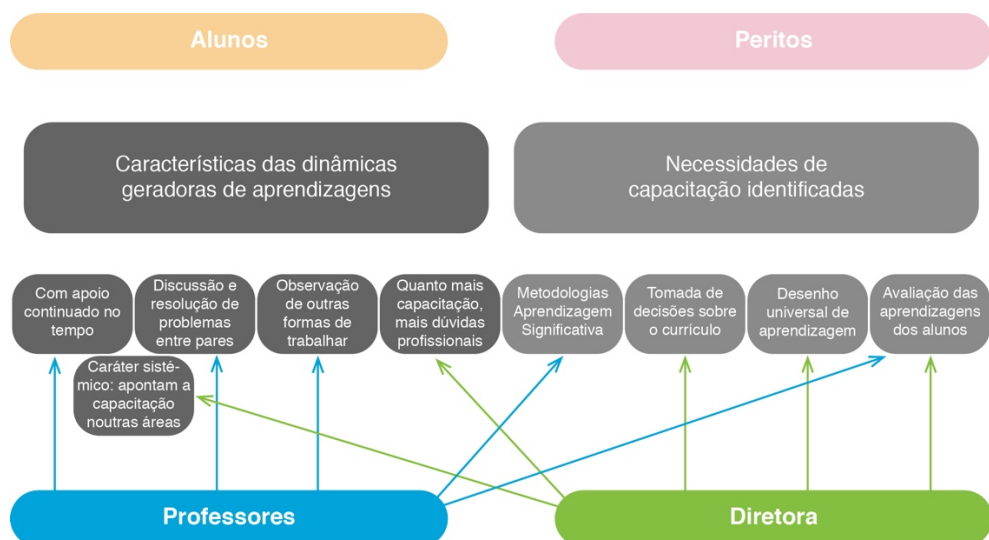 Alunos
Peritos
Características das dinâmicas
geradoras de aprendizagens
Necessidades de
capacitação identificadas
Com apoio
continuado no
tempo
Discussão e
resolução de
problemas
entre pares
Observação
de outras
formas de
trabalhar
Quanto mais
capacitação,
mais dúvidas
profissionais
Metodologias
Aprendizagem
Significativa
Tomada de
decisões sobre
o currículo
Desenho
universal de
aprendizagem
Avaliação das
aprendizagens
dos alunos
Caráter sisté-
mico: apontam a
capacitação
noutras áreas
Professores
Diretora